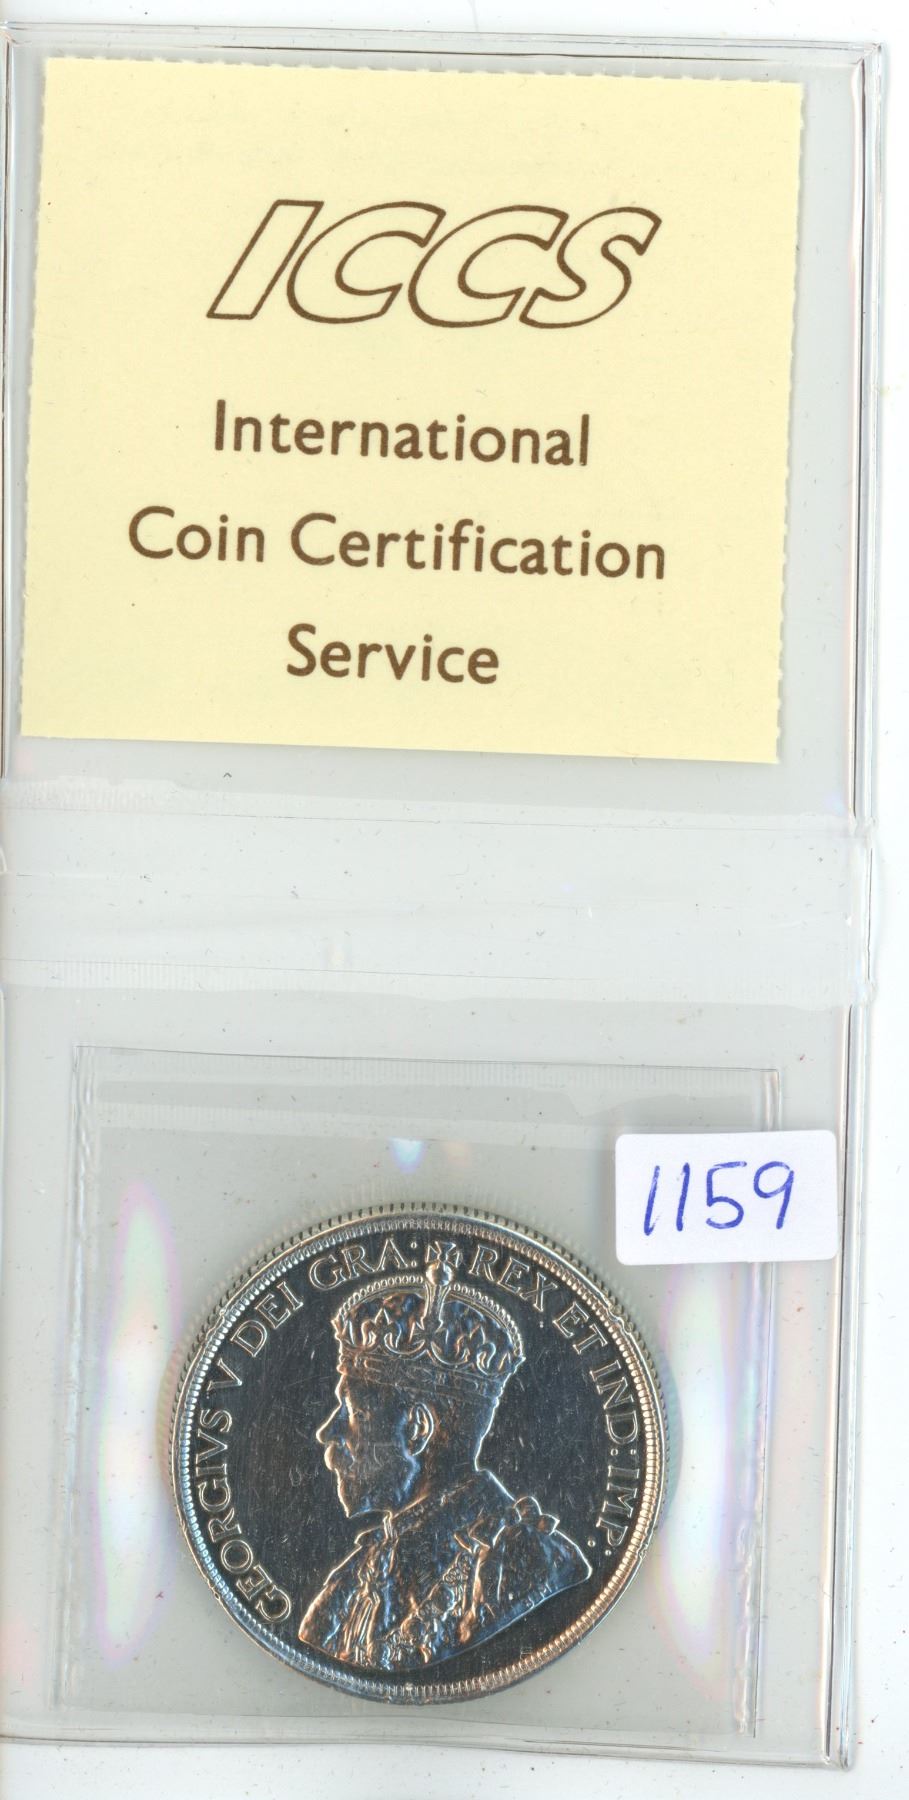 ICCS
International
Coin Certification
Service
1159
GEORGIVS V DEI GRA: REX ET IND: IMP: